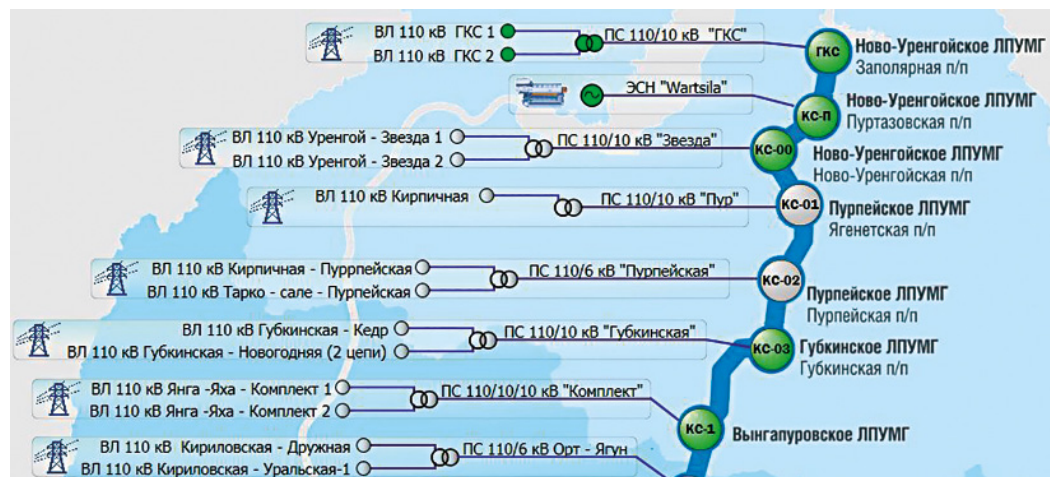 ВЛ 110 кВ ГКС 1
ВЛ 110 кВ ГКС 2
ПС 110/10 кВ "ГКС"
ГКС
Ново-Уренгойское ЛПУМГ
Заполярная п/п
ЭСН "Wartsila"
КС-П
Ново-Уренгойское ЛПУМГ
Пуртазовская п/п
ВЛ 110 кВ Уренгой - Звезда 1
ВЛ 110 кВ Уренгой - Звезда 2
ПС 110/10 кВ "Звезда"
КС-00
Ново-Уренгойское ЛПУМГ
Ново-Уренгойская п/п
ВЛ 110 кВ Кирпичная
ПС 110/10 кВ "Пур"
КС-01
Пурпейское ЛПУМГ
Ягенетская п/п
ВЛ 110 кВ Кирпичная - Пуррпейская
ВЛ 110 кВ Тарко - сале - Пурпейская
ПС 110/6 кВ "Пурпейская"
КС-02
Пурпейское ЛПУМГ
Пурпейская п/п
ВЛ 110 кВ Губкинская - Кедр
ВЛ 110 кВ Губкинская - Новогодняя (2 цепи)
ПС 110/10 кВ "Губкинская"
КС-03
Губкинское ЛПУМГ
Губкинская п/п
ВЛ 110 кВ Янга -Яха - Комплект 1
ВЛ 110 кВ Янга -Яха - Комплект 2
ПС 110/10/10 кВ "Комплект"
КС-1
Вынгапуровское ЛПУМГ
ВЛ 110 кВ Кириловская - Дружная
ВЛ 110 кВ Кириловская - Уральская-1
ПС 110/6 кВ Орт - Ягун